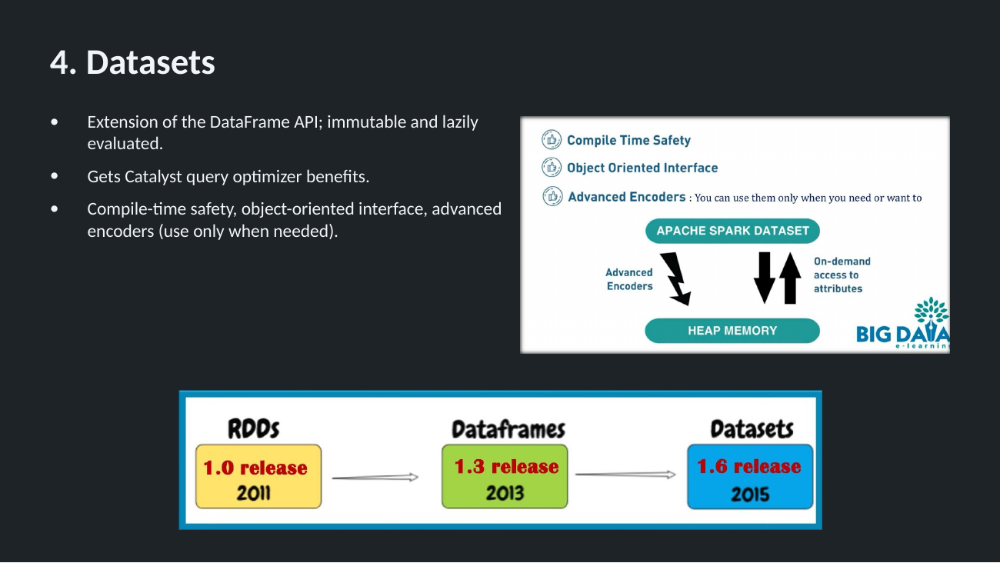 4. Datasets
• Extension of the DataFrame API; immutable and lazily
evaluated.
• Gets Catalyst query optimizer benefits.
• Compile-time safety, object-oriented interface, advanced
encoders (use only when needed).
Compile Time Safety
Object Oriented Interface
Advanced Encoders : You can use them only when you need or want to
APACHE SPARK DATASET
Advanced
Encoders
On-demand
access to
attributes
HEAP MEMORY
BIG DATA
e-learnin
RDDs
1.0 release
2011
Dataframes
1.3 release
2013
Datasets
1.6 release
2015